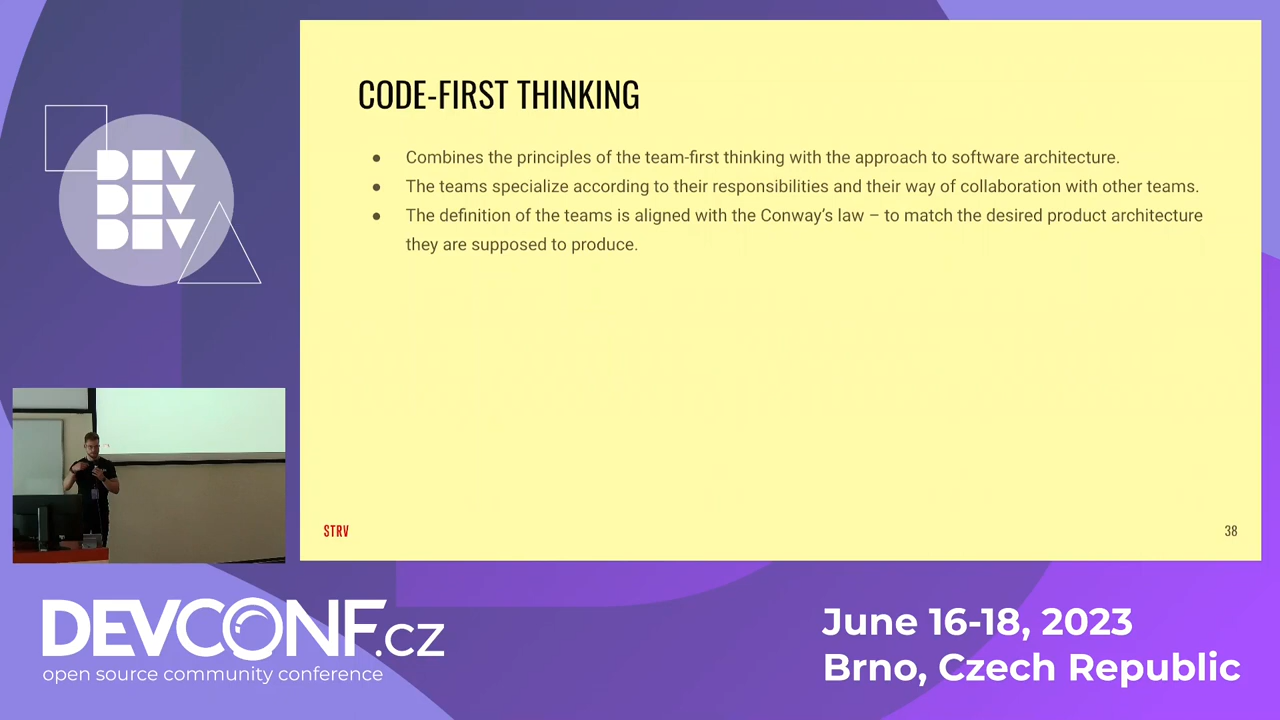 CODE-FIRST THINKING
● Combines the principles of the team-first thinking with the approach to software architecture.
● The teams specialize according to their responsibilities and their way of collaboration with other teams.
● The definition of the teams is aligned with the Conway's law – to match the desired product architecture
they are supposed to produce.
STRV
38
DEV
DEV
DEV
DEVCONF.cz
open source community conference
June 16-18, 2023
Brno, Czech Republic